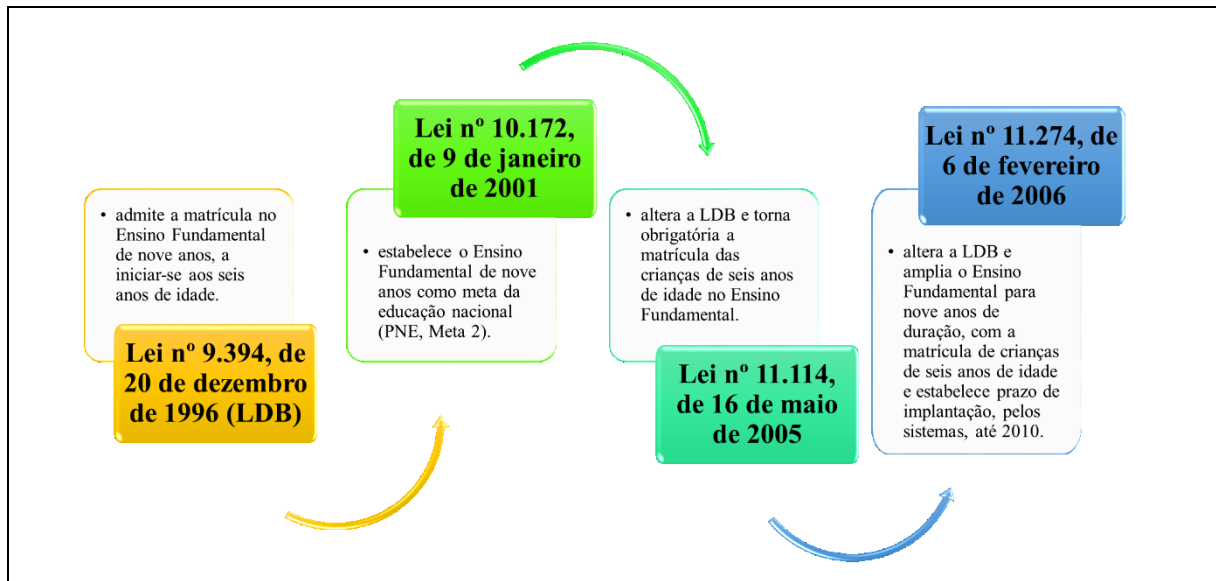 • admite a matrícula no
Ensino Fundamental
de nove anos, a
iniciar-se aos seis
anos de idade.
Lei nº 9.394, de
20 de dezembro
de 1996 (LDB)
Lei nº 10.172,
de 9 de janeiro
de 2001
• estabelece o Ensino
Fundamental de nove
anos como meta da
educação nacional
(PNE, Meta 2).
• altera a LDB e torna
obrigatória a
matrícula das
crianças de seis anos
de idade no Ensino
Fundamental.
Lei nº 11.114,
de 16 de maio
de 2005
Lei nº 11.274, de
6 de fevereiro
de 2006
• altera a LDB e
amplia o Ensino
Fundamental para
nove anos de
duração, com a
matrícula de crianças
de seis anos de idade
e estabelece prazo de
implantação, pelos
sistemas, até 2010.